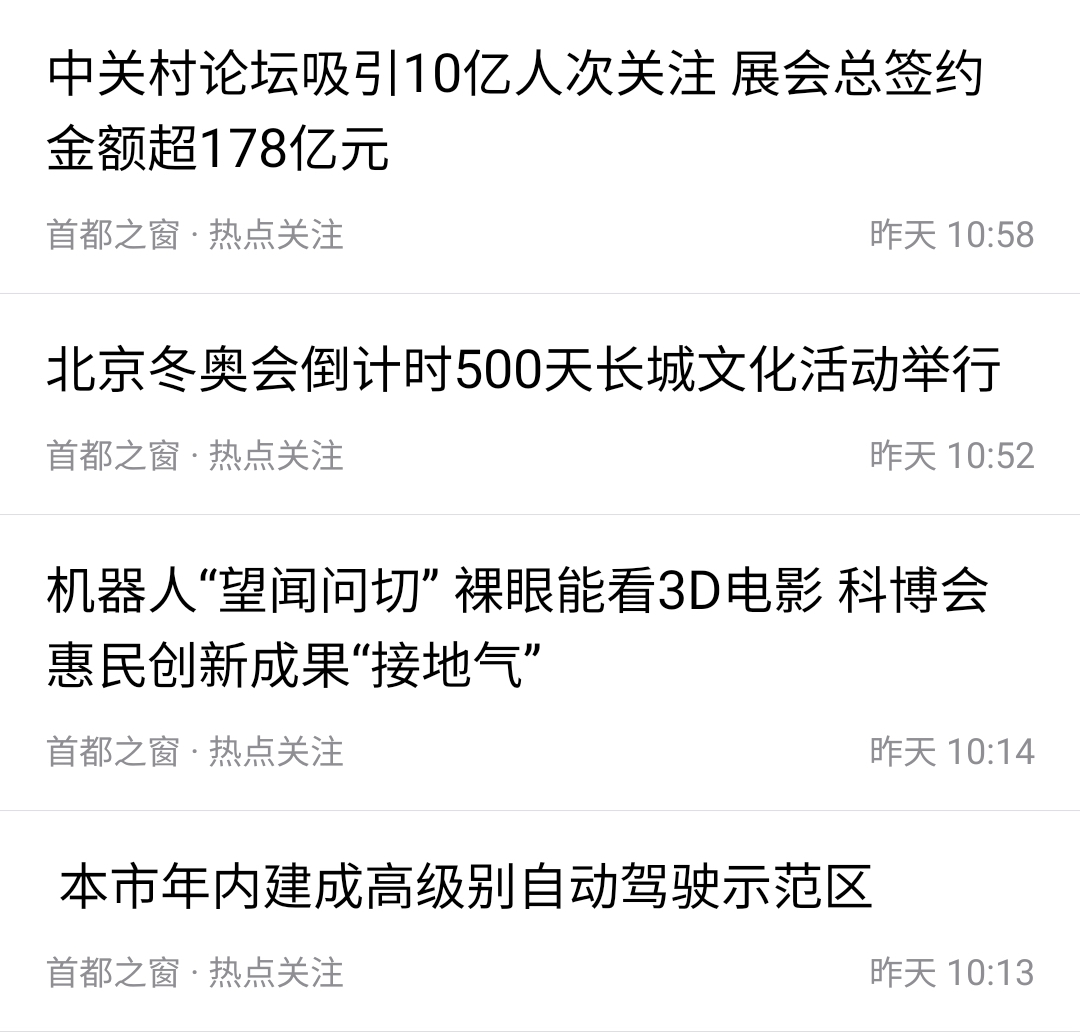 中关村论坛吸引10亿人次关注 展会总签约
金额超178亿元
首都之窗 · 热点关注 昨天 10:58
北京冬奥会倒计时500天长城文化活动举行
首都之窗 · 热点关注 昨天 10:52
机器人“望闻问切” 裸眼能看3D电影 科博会
惠民创新成果“接地气”
首都之窗 · 热点关注 昨天 10:14
本市年内建成高级别自动驾驶示范区
首都之窗 · 热点关注 昨天 10:13